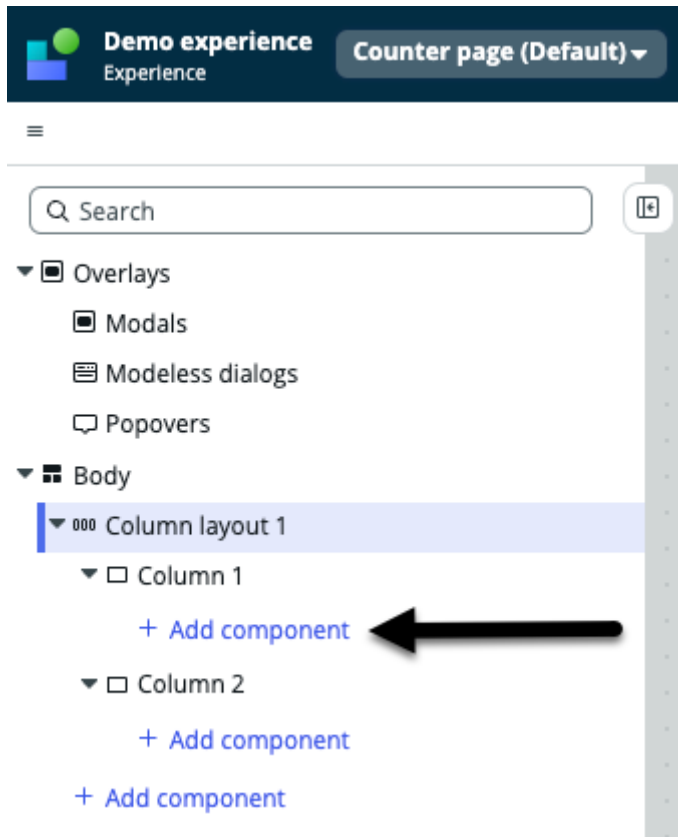 Demo experience
Experience
Counter page (Default)
Search
Overlays
Modals
Modeless dialogs
Popovers
Body
Column layout 1
Column 1
+ Add component
Column 2
+ Add component
+ Add component